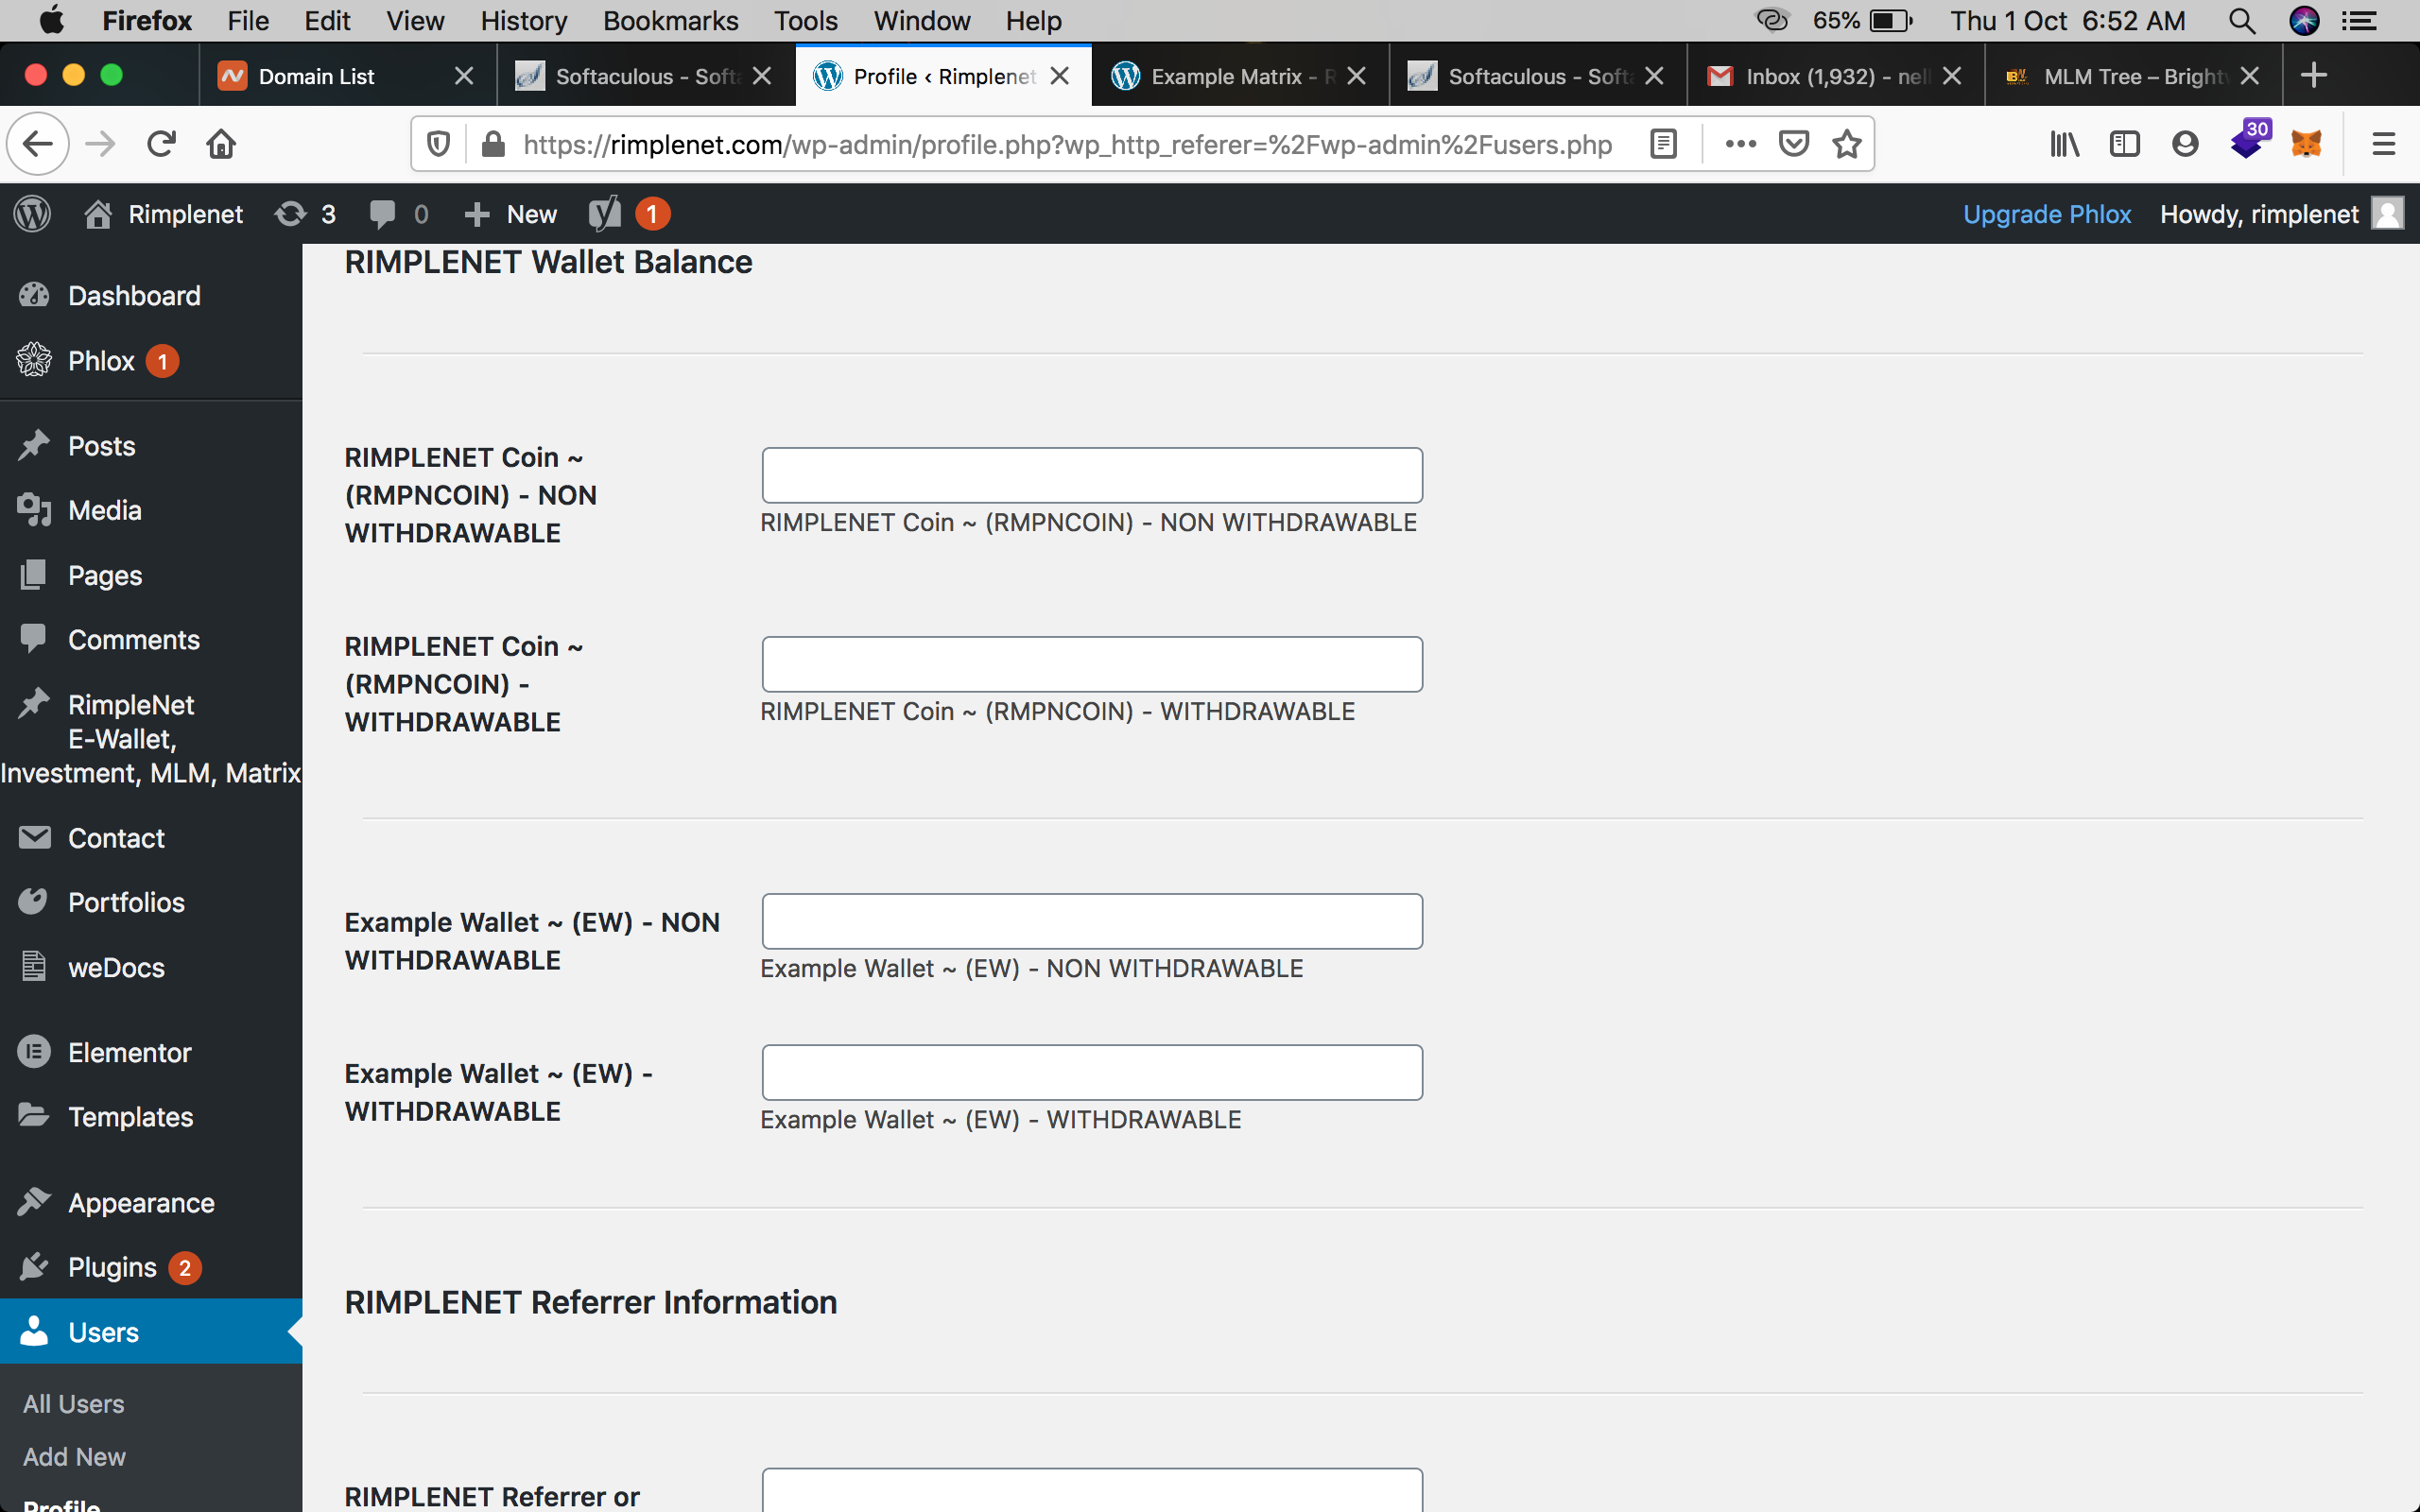 Firefox File Edit View History Bookmarks Tools Window Help 65% Thu 1 Oct 6:52 AM
Domain List Softaculous - Soft Profile ‹ Rimplenet Example Matrix - R Softaculous - Soft Inbox (1,932) - nell MLM Tree – Bright
https://rimplenet.com/wp-admin/profile.php?wp_http_referer=%2Fwp-admin%2Fusers.php 30
Rimplenet 3 0 New 1 Upgrade Phlox Howdy, rimplenet
Dashboard
Phlox 1
Posts
Media
Pages
Comments
RimpleNet
E-Wallet,
Investment, MLM, Matrix
Contact
Portfolios
weDocs
Elementor
Templates
Appearance
Plugins 2
Users
All Users
Add New
Profile
RIMPLENET Wallet Balance
RIMPLENET Coin ~
(RMPNCOIN) - NON
WITHDRAWABLE
RIMPLENET Coin ~ (RMPNCOIN) - NON WITHDRAWABLE
RIMPLENET Coin ~
(RMPNCOIN) -
WITHDRAWABLE
RIMPLENET Coin ~ (RMPNCOIN) - WITHDRAWABLE
Example Wallet ~ (EW) - NON
WITHDRAWABLE
Example Wallet ~ (EW) - NON WITHDRAWABLE
Example Wallet ~ (EW) -
WITHDRAWABLE
Example Wallet ~ (EW) - WITHDRAWABLE
RIMPLENET Referrer Information
RIMPLENET Referrer or